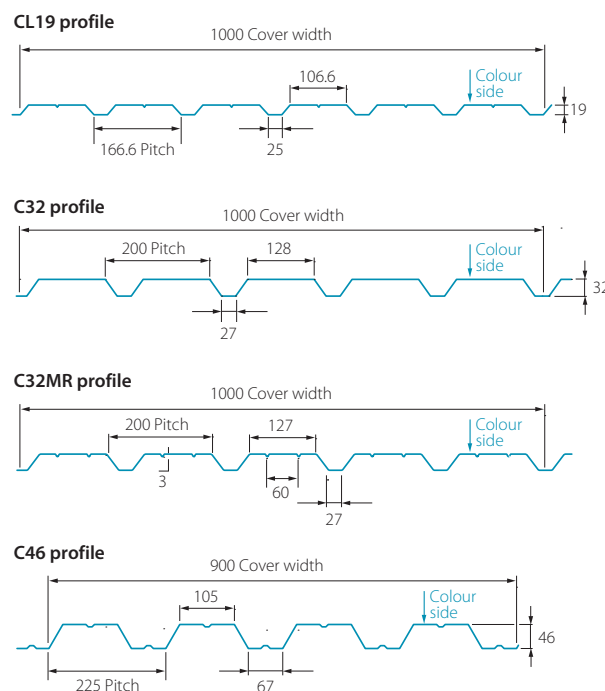 CL19 profile
1000 Cover width
106.6
Colour
side
19
166.6 Pitch
25
C32 profile
1000 Cover width
200 Pitch
128
Colour
side
32
27
C32MR profile
1000 Cover width
200 Pitch
127
Colour
side
3
60
27
C46 profile
900 Cover width
105
Colour
side
46
225 Pitch
67